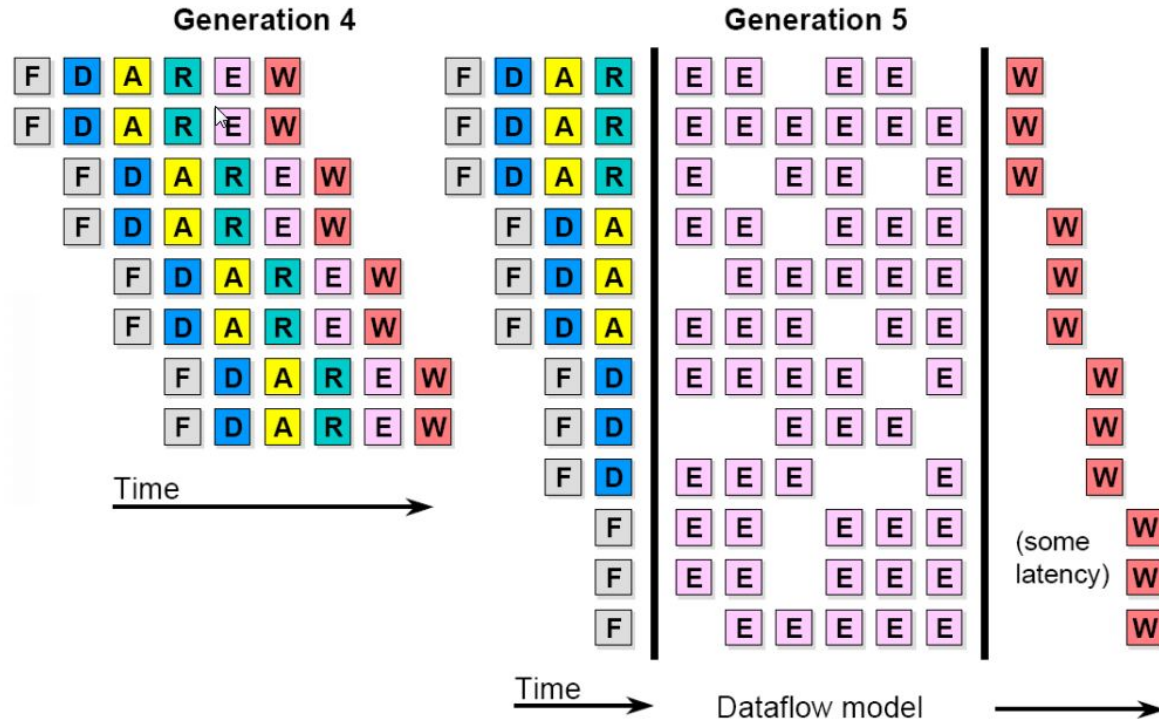 Generation 4
F D A R E W
F D A R E W
F D A R E W
F D A R E W
F D A R E W
F D A R E W
F D A R E W
F D A R E W
Time
Generation 5
F D A R E E E E W
F D A R E E E E E E W
F D A R E E E E W
F D A E E E E E W
F D A E E E E E W
F D A E E E E E W
F D E E E E E W
F D E E E W
F D E E E E W
F E E E E E W
F E E E E E W
F E E E E E W
(some
latency)
Time
Dataflow model